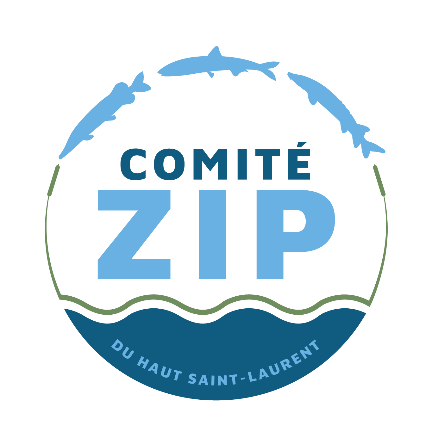 COMITÉ
ZIP
DU HAUT SAINT-LAURENT